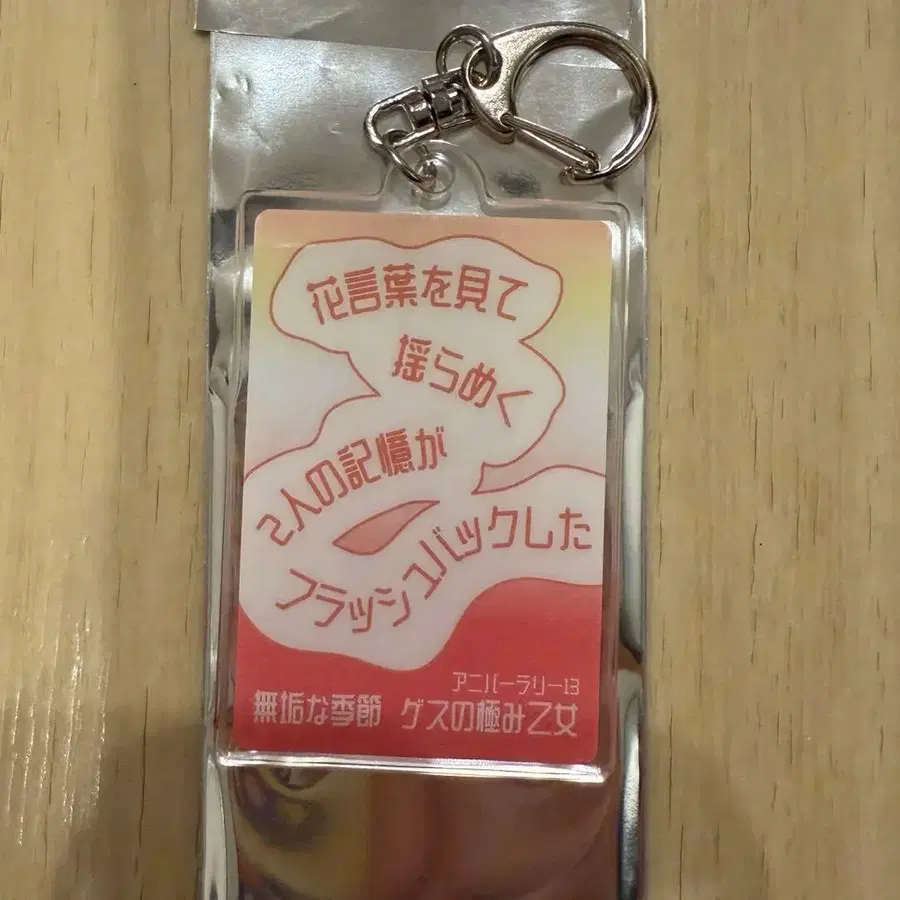 花言葉を見て
揺らめく
2人の記憶が
フラッシュバックした
アニバーラリー13
無垢な季節 ゲスの極み乙女